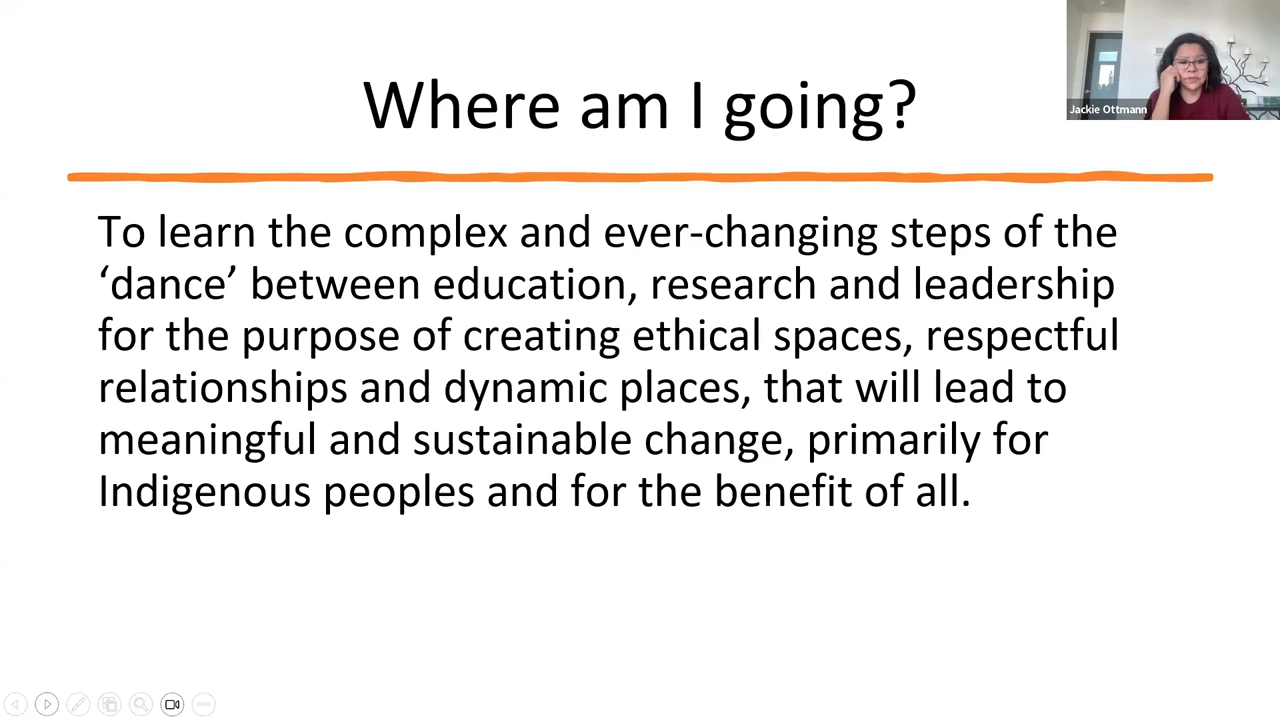 Where am I going?
Jackie Ottmann
To learn the complex and ever-changing steps of the
‘dance’ between education, research and leadership
for the purpose of creating ethical spaces, respectful
relationships and dynamic places, that will lead to
meaningful and sustainable change, primarily for
Indigenous peoples and for the benefit of all.